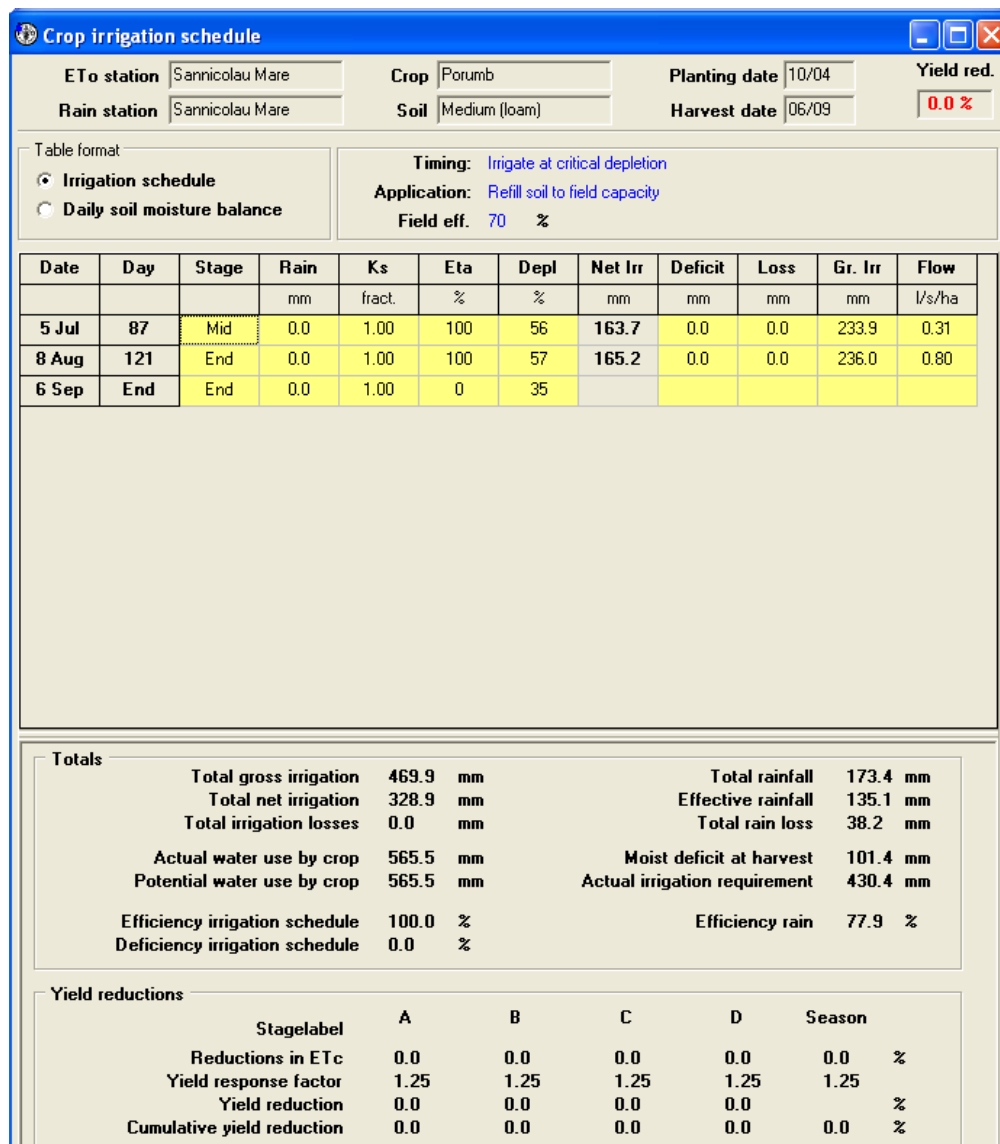 Crop irrigation schedule
ETo station Sannicolau Mare Crop Porumb Planting date 10/04 Yield red.
Rain station Sannicolau Mare Soil Medium (loam) Harvest date 06/09 0.0 %
Table format
Irrigation schedule
Daily soil moisture balance
Timing: Irrigate at critical depletion
Application: Refill soil to field capacity
Field eff. 70 %
Date Day Stage Rain Ks Eta Depl Net Irr Deficit Loss Gr. Irr Flow
mm fract. % % mm mm mm mm l/s/ha
5 Jul 87 Mid 0.0 1.00 100 56 163.7 0.0 0.0 233.9 0.31
8 Aug 121 End 0.0 1.00 100 57 165.2 0.0 0.0 236.0 0.80
6 Sep End End 0.0 1.00 0 35
Totals
Total gross irrigation 469.9 mm Total rainfall 173.4 mm
Total net irrigation 328.9 mm Effective rainfall 135.1 mm
Total irrigation losses 0.0 mm Total rain loss 38.2 mm
Actual water use by crop 565.5 mm Moist deficit at harvest 101.4 mm
Potential water use by crop 565.5 mm Actual irrigation requirement 430.4 mm
Efficiency irrigation schedule 100.0 % Efficiency rain 77.9 %
Deficiency irrigation schedule 0.0 %
Yield reductions
Stagelabel A B C D Season
Reductions in ETc 0.0 0.0 0.0 0.0 0.0 %
Yield response factor 1.25 1.25 1.25 1.25 1.25
Yield reduction 0.0 0.0 0.0 0.0 %
Cumulative yield reduction 0.0 0.0 0.0 0.0 0.0 %